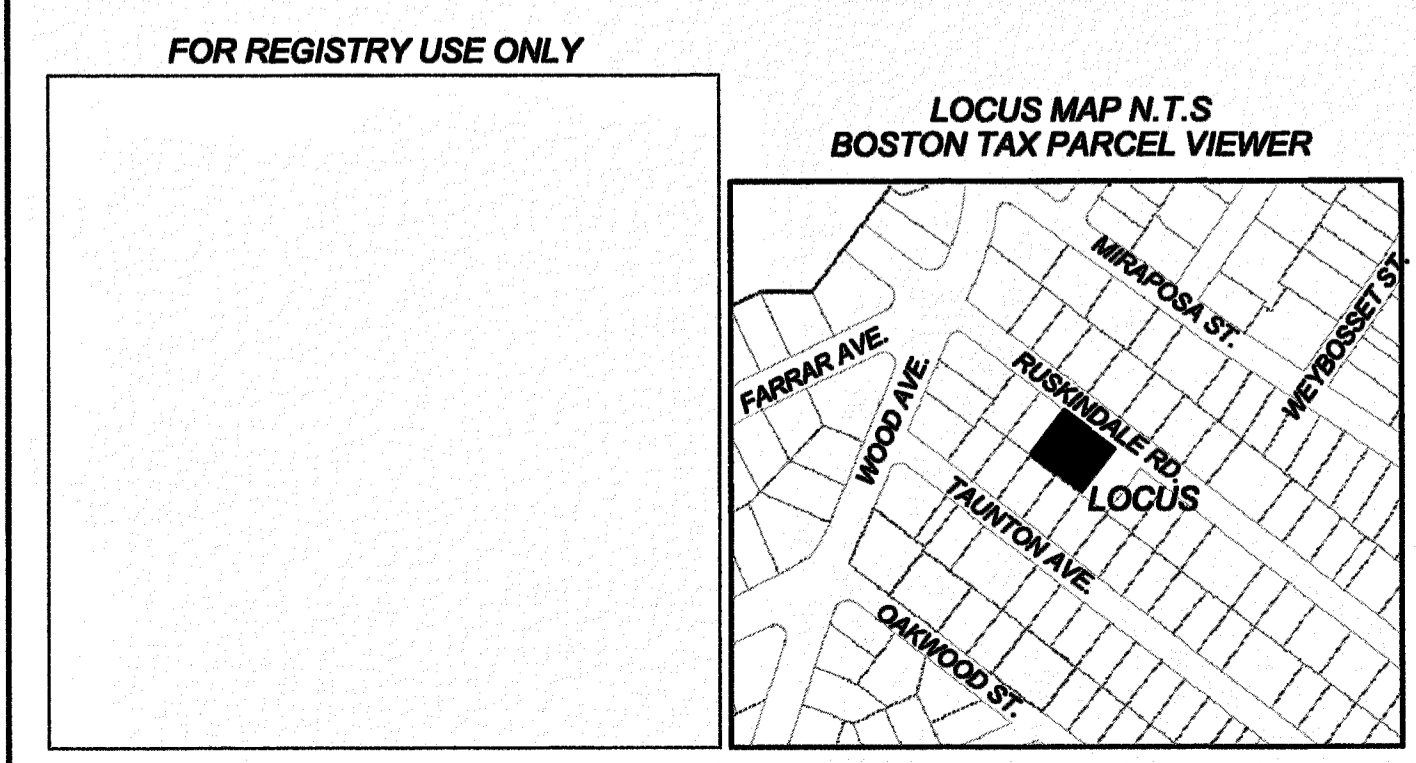 FOR REGISTRY USE ONLY
LOCUS MAP N.T.S
BOSTON TAX PARCEL VIEWER
MIRAPOSA ST.
WEYBOSSET ST.
FARRAR AVE.
WOOD AVE.
RUSKINDALE RD.
LOCUS
TAUNTON AVE.
OAKWOOD ST.